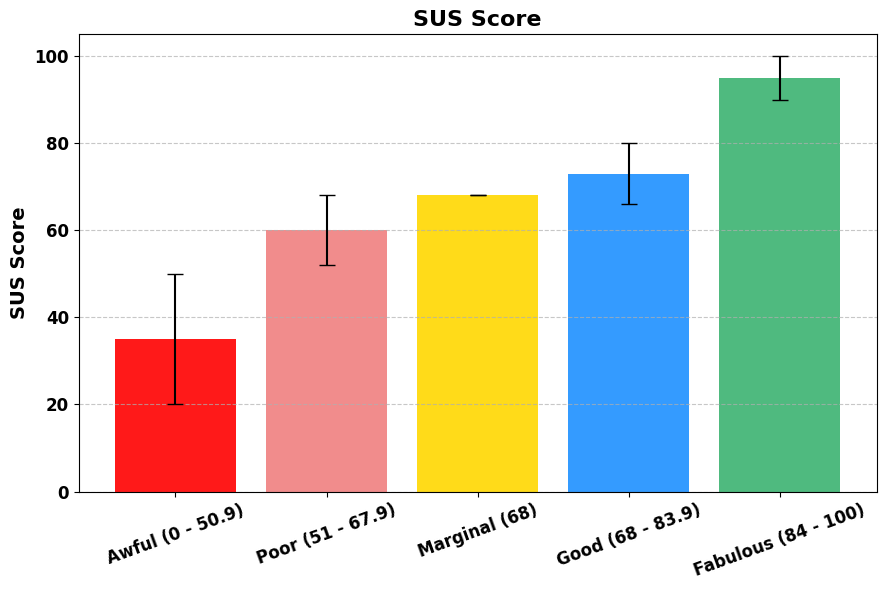 SUS Score
SUS Score
100
80
60
40
20
0
Awful (0 - 50.9)
Poor (51 - 67.9)
Marginal (68)
Good (68 - 83.9)
Fabulous (84 - 100)